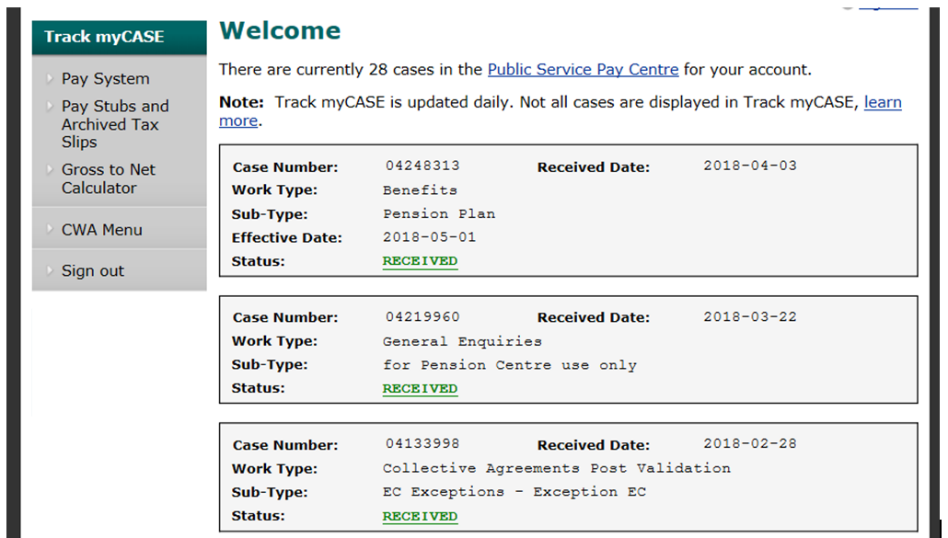 Track myCASE
Pay System
Pay Stubs and
Archived Tax
Slips
Gross to Net
Calculator
CWA Menu
Sign out
Welcome
There are currently 28 cases in the Public Service Pay Centre for your account.
Note: Track myCASE is updated daily. Not all cases are displayed in Track myCASE, learn
more.
Case Number: 04248313 Received Date: 2018-04-03
Work Type: Benefits
Sub-Type: Pension Plan
Effective Date: 2018-05-01
Status: RECEIVED
Case Number: 04219960 Received Date: 2018-03-22
Work Type: General Enquiries
Sub-Type: for Pension Centre use only
Status: RECEIVED
Case Number: 04133998 Received Date: 2018-02-28
Work Type: Collective Agreements Post Validation
Sub-Type: EC Exceptions - Exception EC
Status: RECEIVED